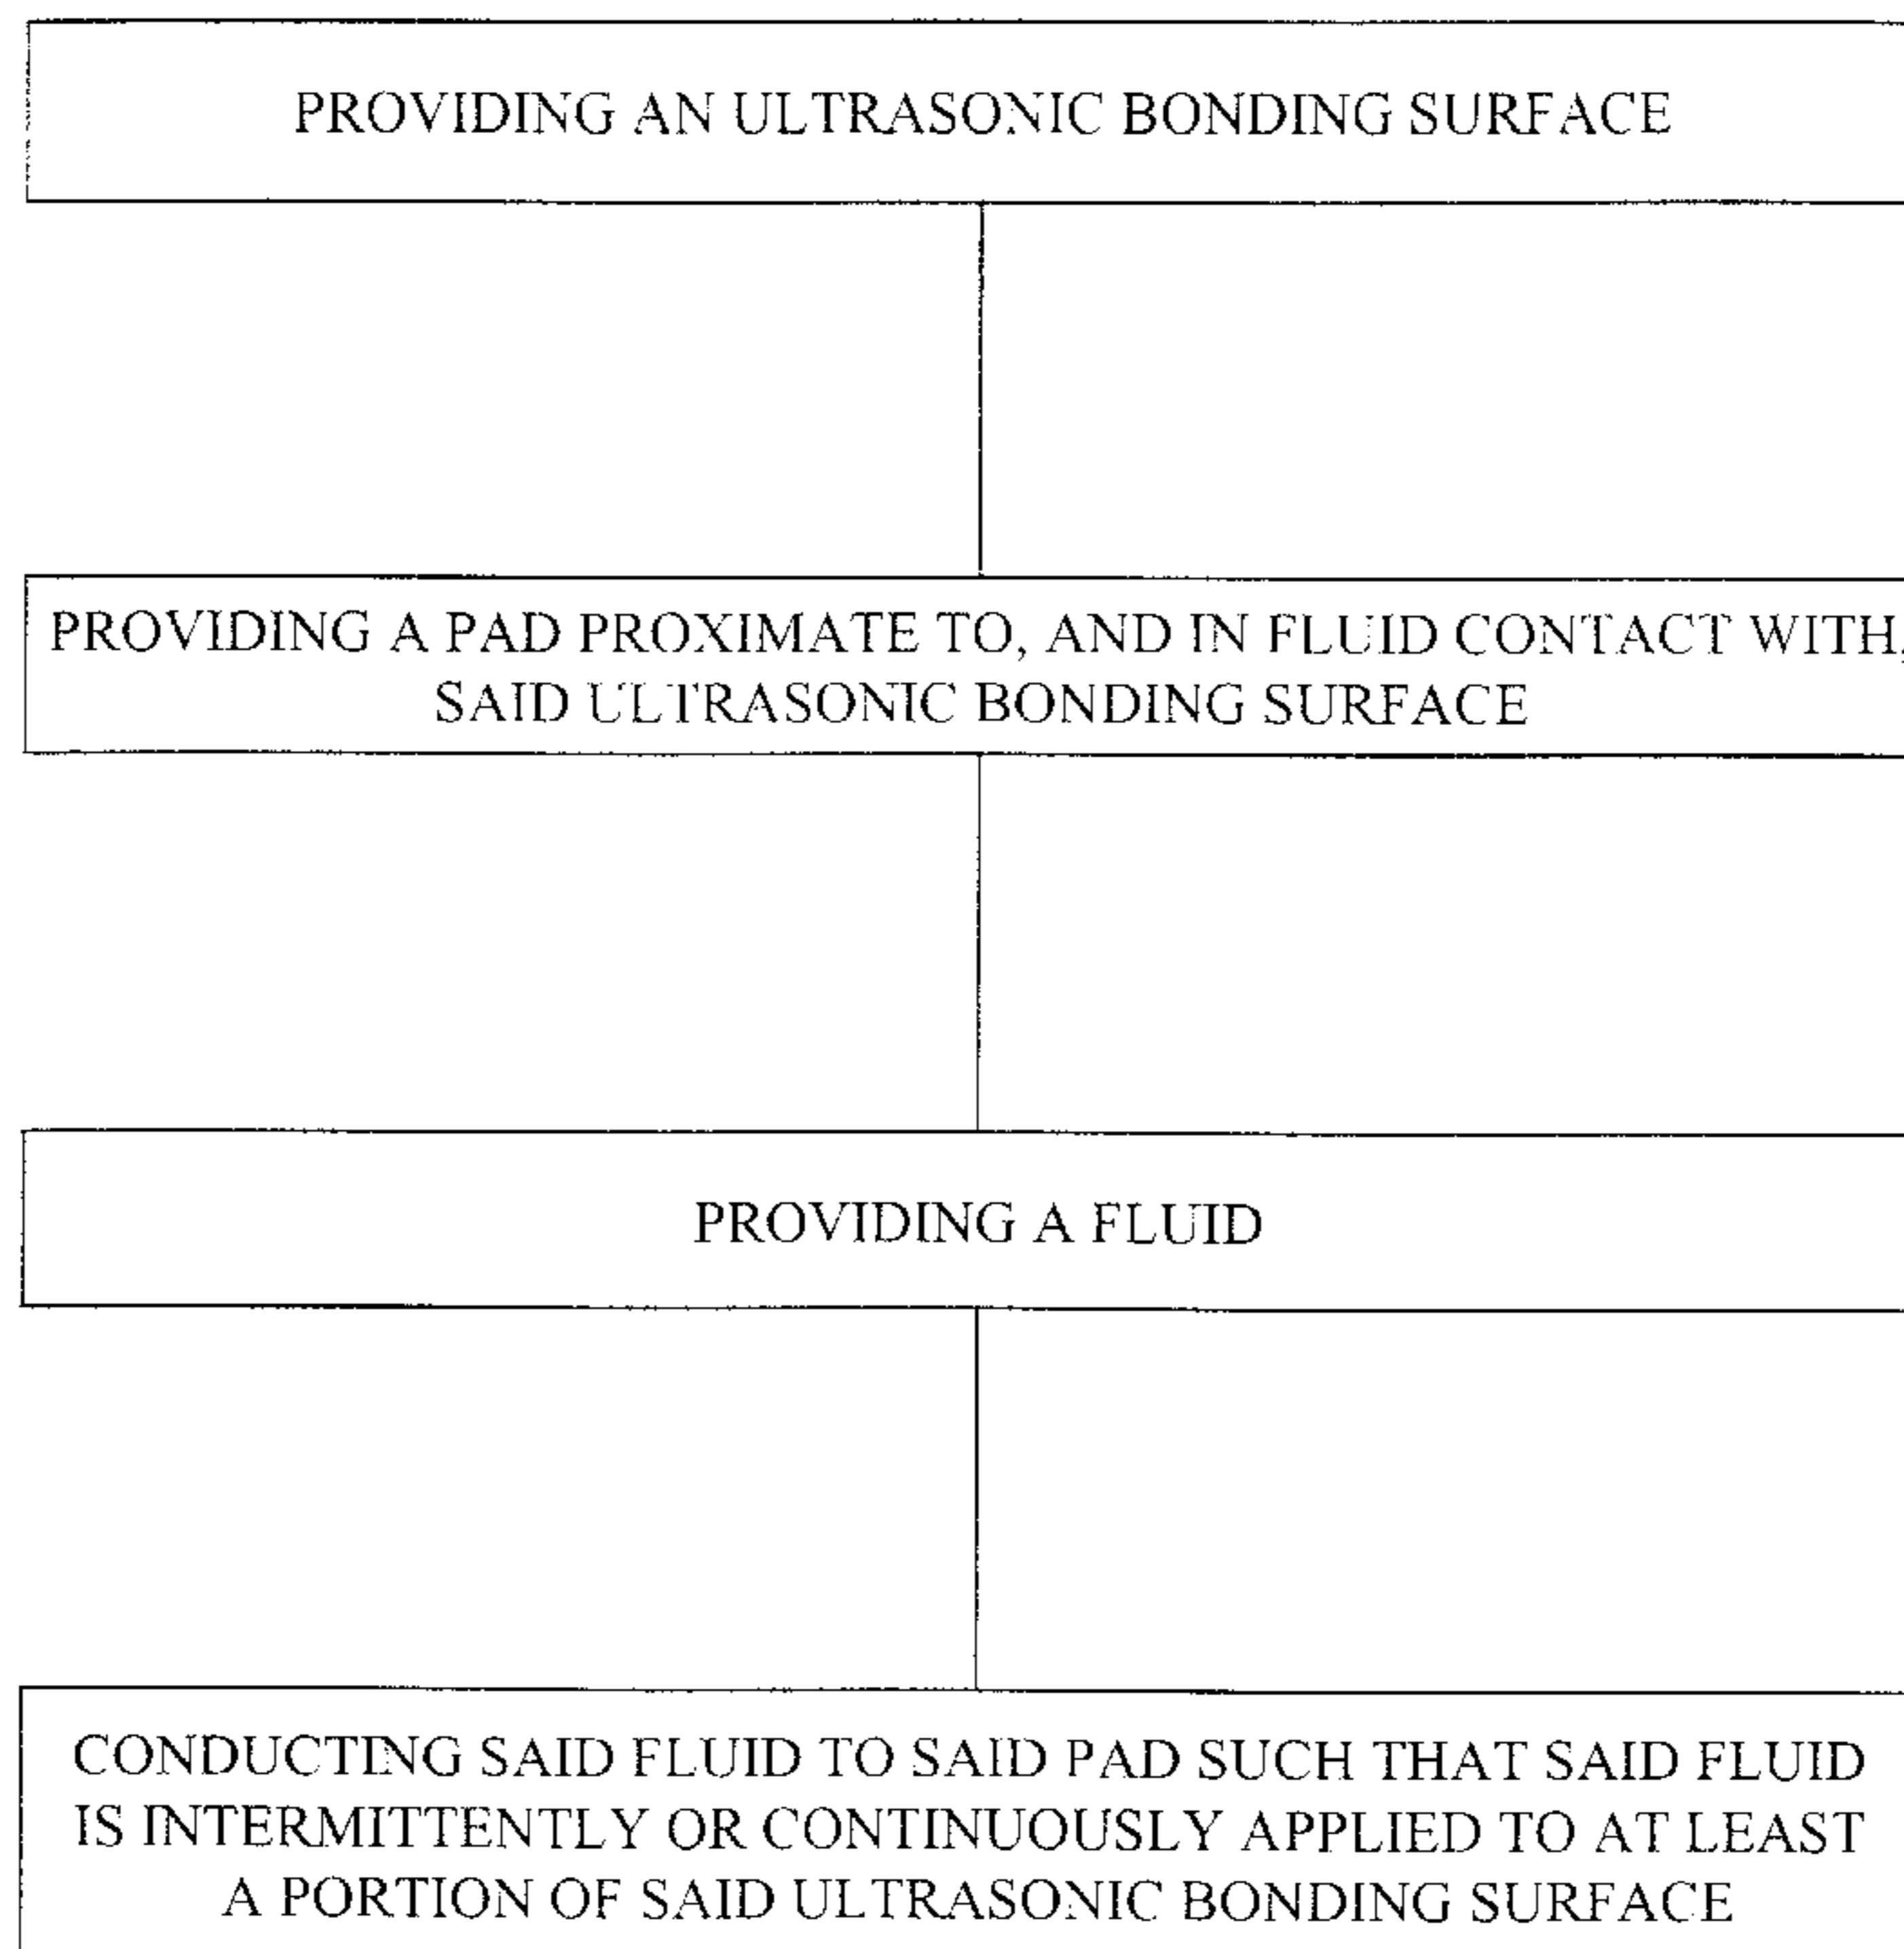 PROVIDING AN ULTRASONIC BONDING SURFACE
PROVIDING A PAD PROXIMATE TO, AND IN FLUID CONTACT WITH,
SAID ULTRASONIC BONDING SURFACE
PROVIDING A FLUID
CONDUCTING SAID FLUID TO SAID PAD SUCH THAT SAID FLUID
IS INTERMITTENTLY OR CONTINUOUSLY APPLIED TO AT LEAST
A PORTION OF SAID ULTRASONIC BONDING SURFACE